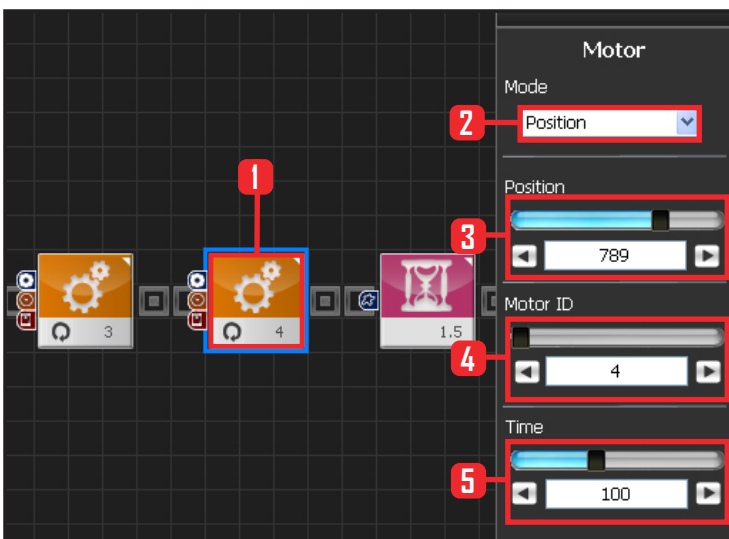 Motor
Mode
2
Position
1
Position
3
789
3
4
1.5
Motor ID
4
4
Time
5
100